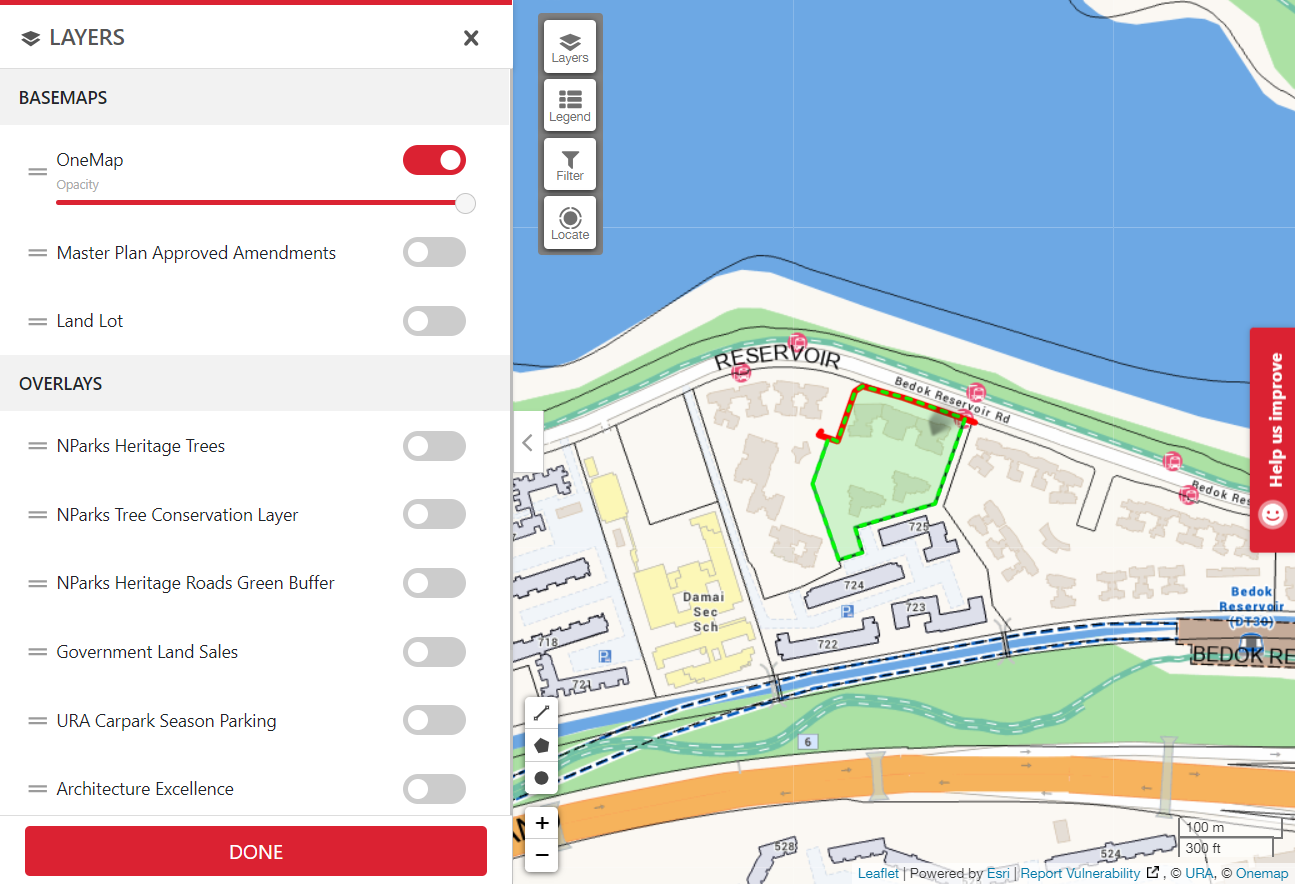 LAYERS
BASEMAPS
OneMap
Opacity
Master Plan Approved Amendments
Land Lot
OVERLAYS
NParks Heritage Trees
NParks Tree Conservation Layer
NParks Heritage Roads Green Buffer
Government Land Sales
URA Carpark Season Parking
Architecture Excellence
DONE
Layers
Legend
Filter
Locate
RESERVOIR
Bedok Reservoir Rd
Bedok Res
Help us improve
725
724
723
722
Damai
Sec
Sch
718
P
P
721
Bedok
Reservoir
(DT30)
BEDOK RE
6
528
524
+
−
100 m
300 ft
Leaflet | Powered by Esri | Report Vulnerability , © URA, © Onemap